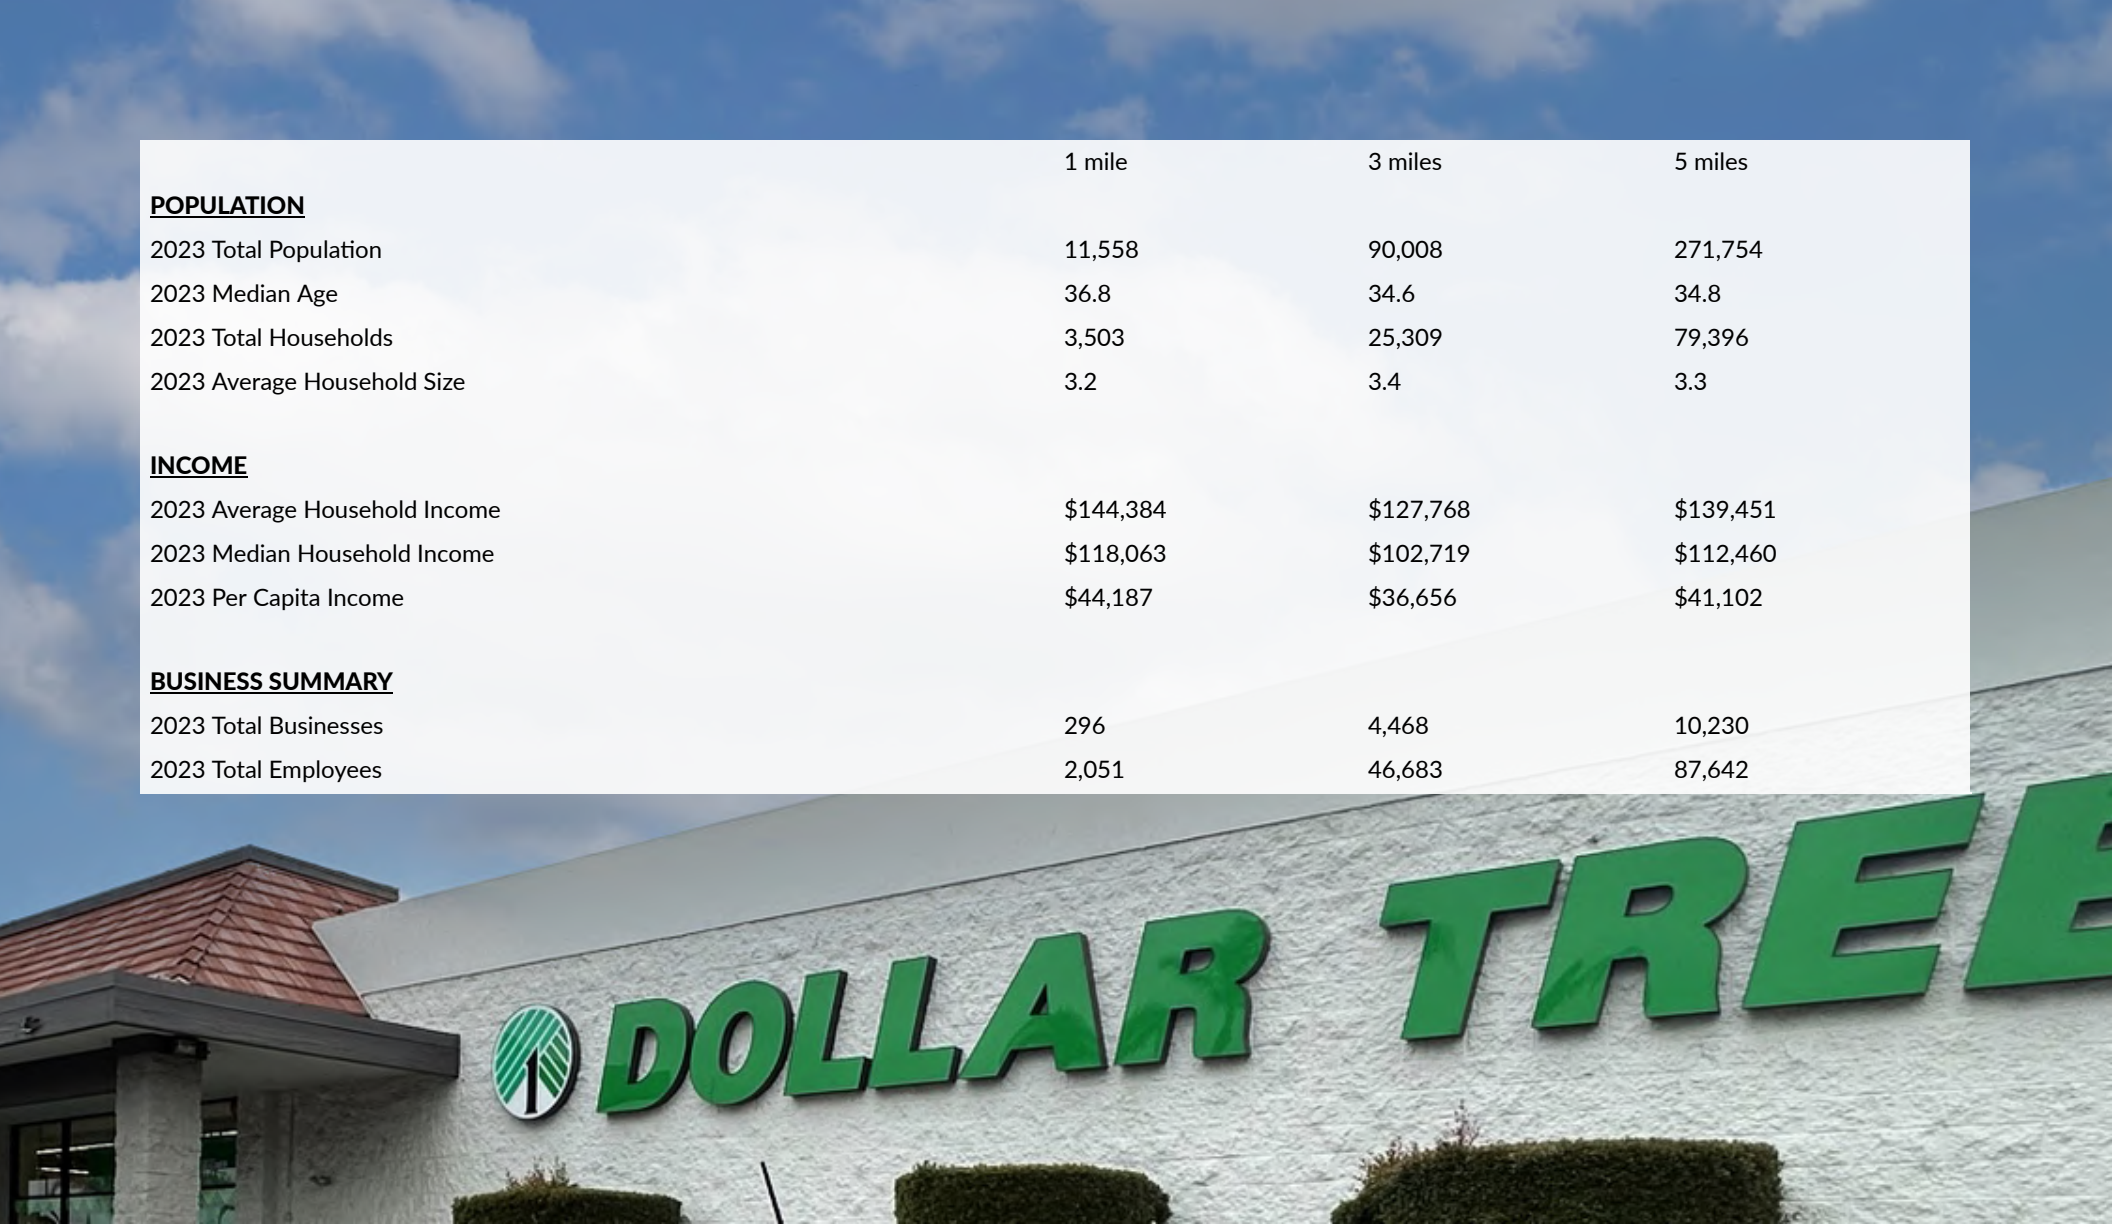 1 mile 3 miles 5 miles
POPULATION
2023 Total Population 11,558 90,008 271,754
2023 Median Age 36.8 34.6 34.8
2023 Total Households 3,503 25,309 79,396
2023 Average Household Size 3.2 3.4 3.3
INCOME
2023 Average Household Income $144,384 $127,768 $139,451
2023 Median Household Income $118,063 $102,719 $112,460
2023 Per Capita Income $44,187 $36,656 $41,102
BUSINESS SUMMARY
2023 Total Businesses 296 4,468 10,230
2023 Total Employees 2,051 46,683 87,642
1 DOLLAR TREE